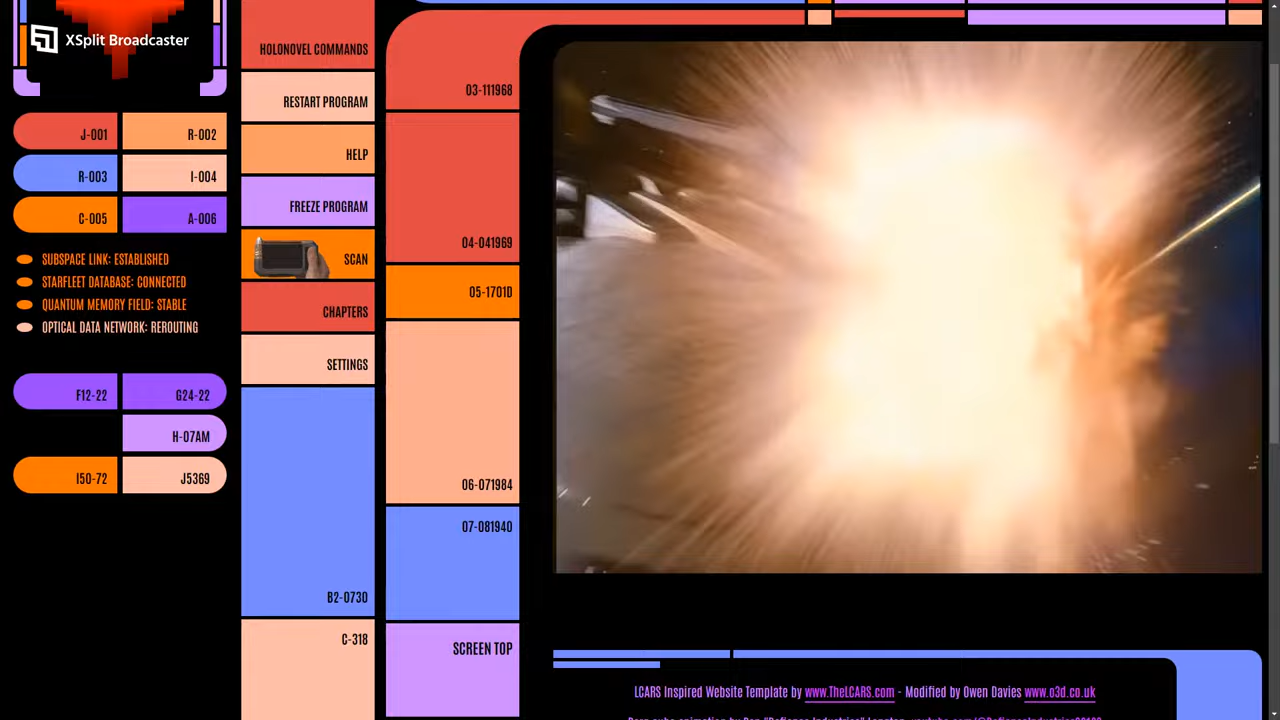 XSplit Broadcaster
J-001
R-002
R-003
I-004
C-005
A-006
SUBSPACE LINK: ESTABLISHED
STARFLEET DATABASE: CONNECTED
QUANTUM MEMORY FIELD: STABLE
OPTICAL DATA NETWORK: REROUTING
F12-22
G24-22
H-07AM
I50-72
J5369
HOLONOVEL COMMANDS
RESTART PROGRAM
HELP
FREEZE PROGRAM
SCAN
CHAPTERS
SETTINGS
B2-0730
C-318
03-111968
04-041969
05-1701D
06-071984
07-081940
SCREEN TOP
LCARS Inspired Website Template by www.TheLCARS.com - Modified by Owen Davies www.o3d.co.uk